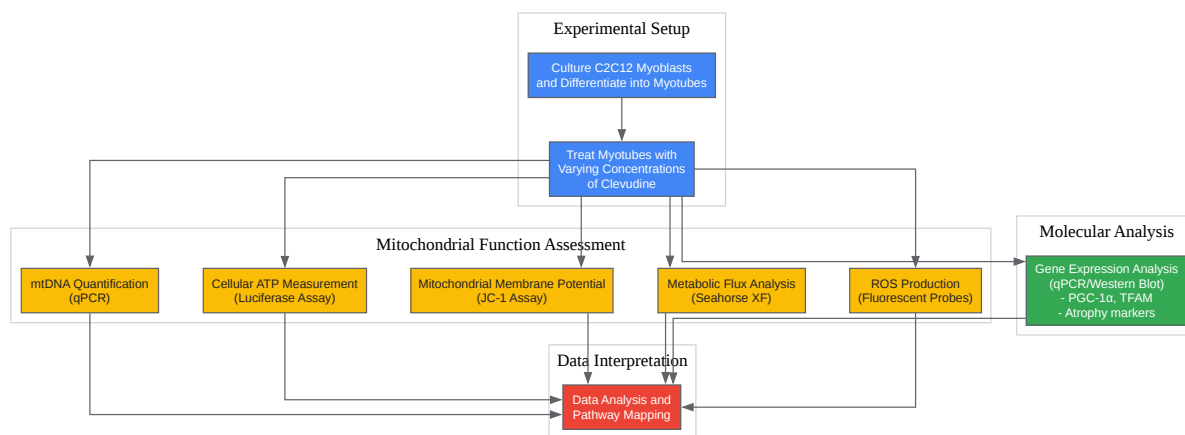 Experimental Setup
Culture C2C12 Myoblasts
and Differentiate into Myotubes
Treat Myotubes with
Varying Concentrations
of Clevudine
Mitochondrial Function Assessment
mtDNA Quantification
(qPCR)
Cellular ATP Measurement
(Luciferase Assay)
Mitochondrial Membrane Potential
(JC-1 Assay)
Metabolic Flux Analysis
(Seahorse XF)
ROS Production
(Fluorescent Probes)
Molecular Analysis
Gene Expression Analysis
(qPCR/Western Blot)
- PGC-1α, TFAM
- Atrophy markers
Data Interpretation
Data Analysis and
Pathway Mapping